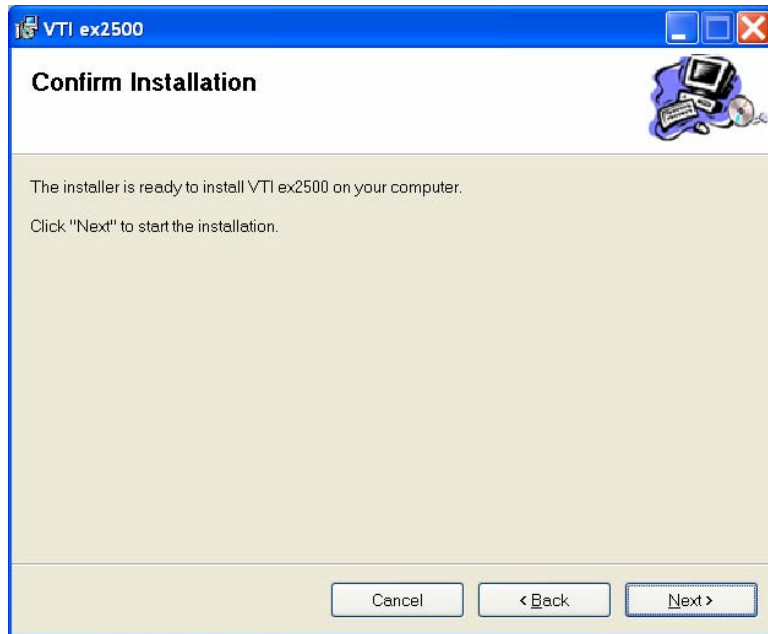 VTI ex2500
Confirm Installation
The installer is ready to install VTI ex2500 on your computer.
Click "Next" to start the installation.
Cancel
< Back
Next >